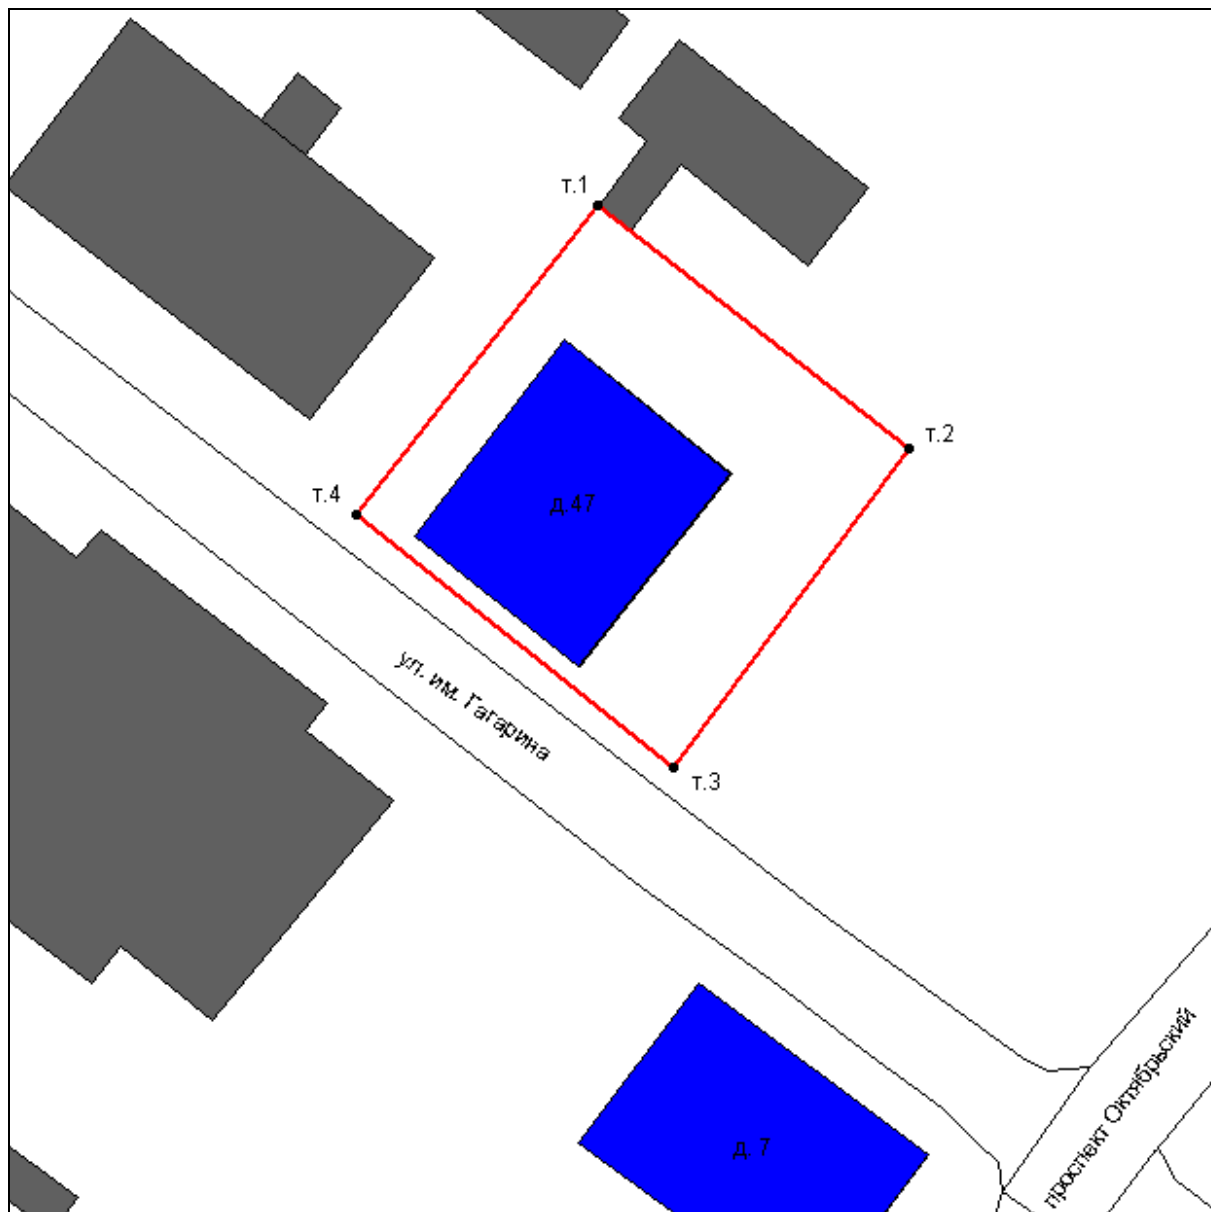 т.1
т.2
т.4
д.47
ул. им. Гагарина
т.3
проспект Октябрьский
д. 7